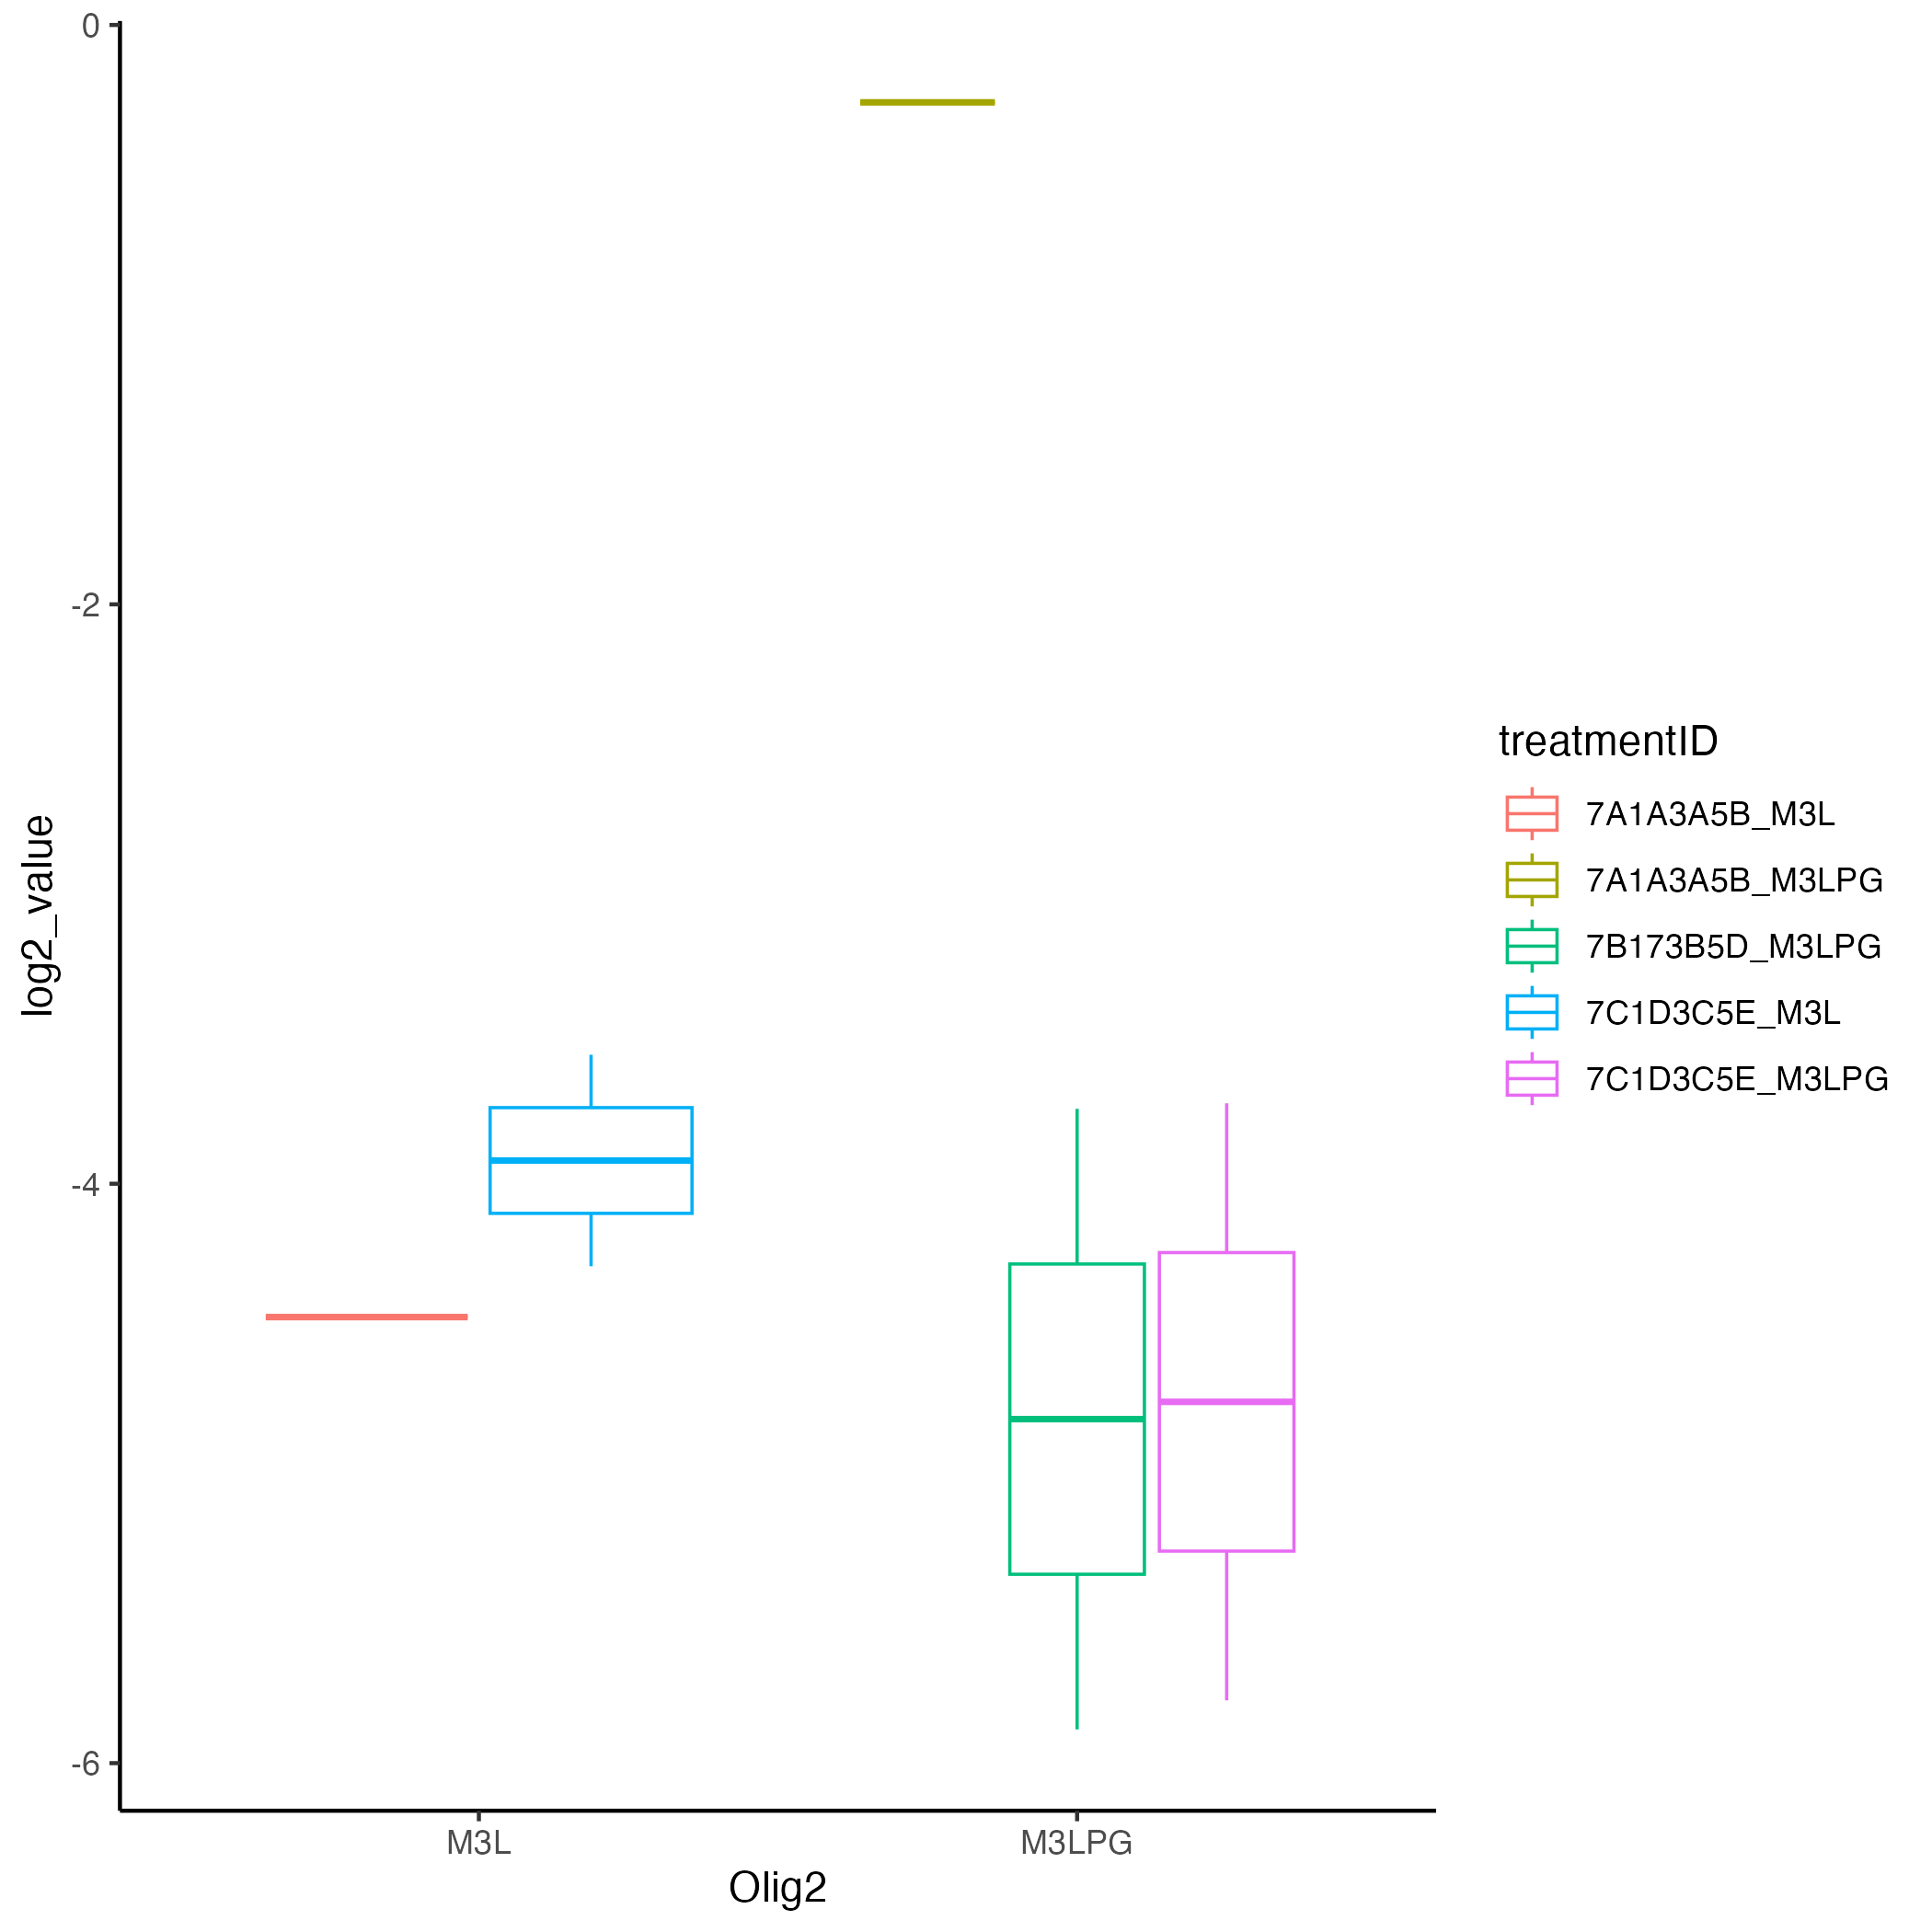 0
-2
-4
-6
log2_value
M3L
M3LPG
Olig2
treatmentID
7A1A3A5B_M3L
7A1A3A5B_M3LPG
7B173B5D_M3LPG
7C1D3C5E_M3L
7C1D3C5E_M3LPG